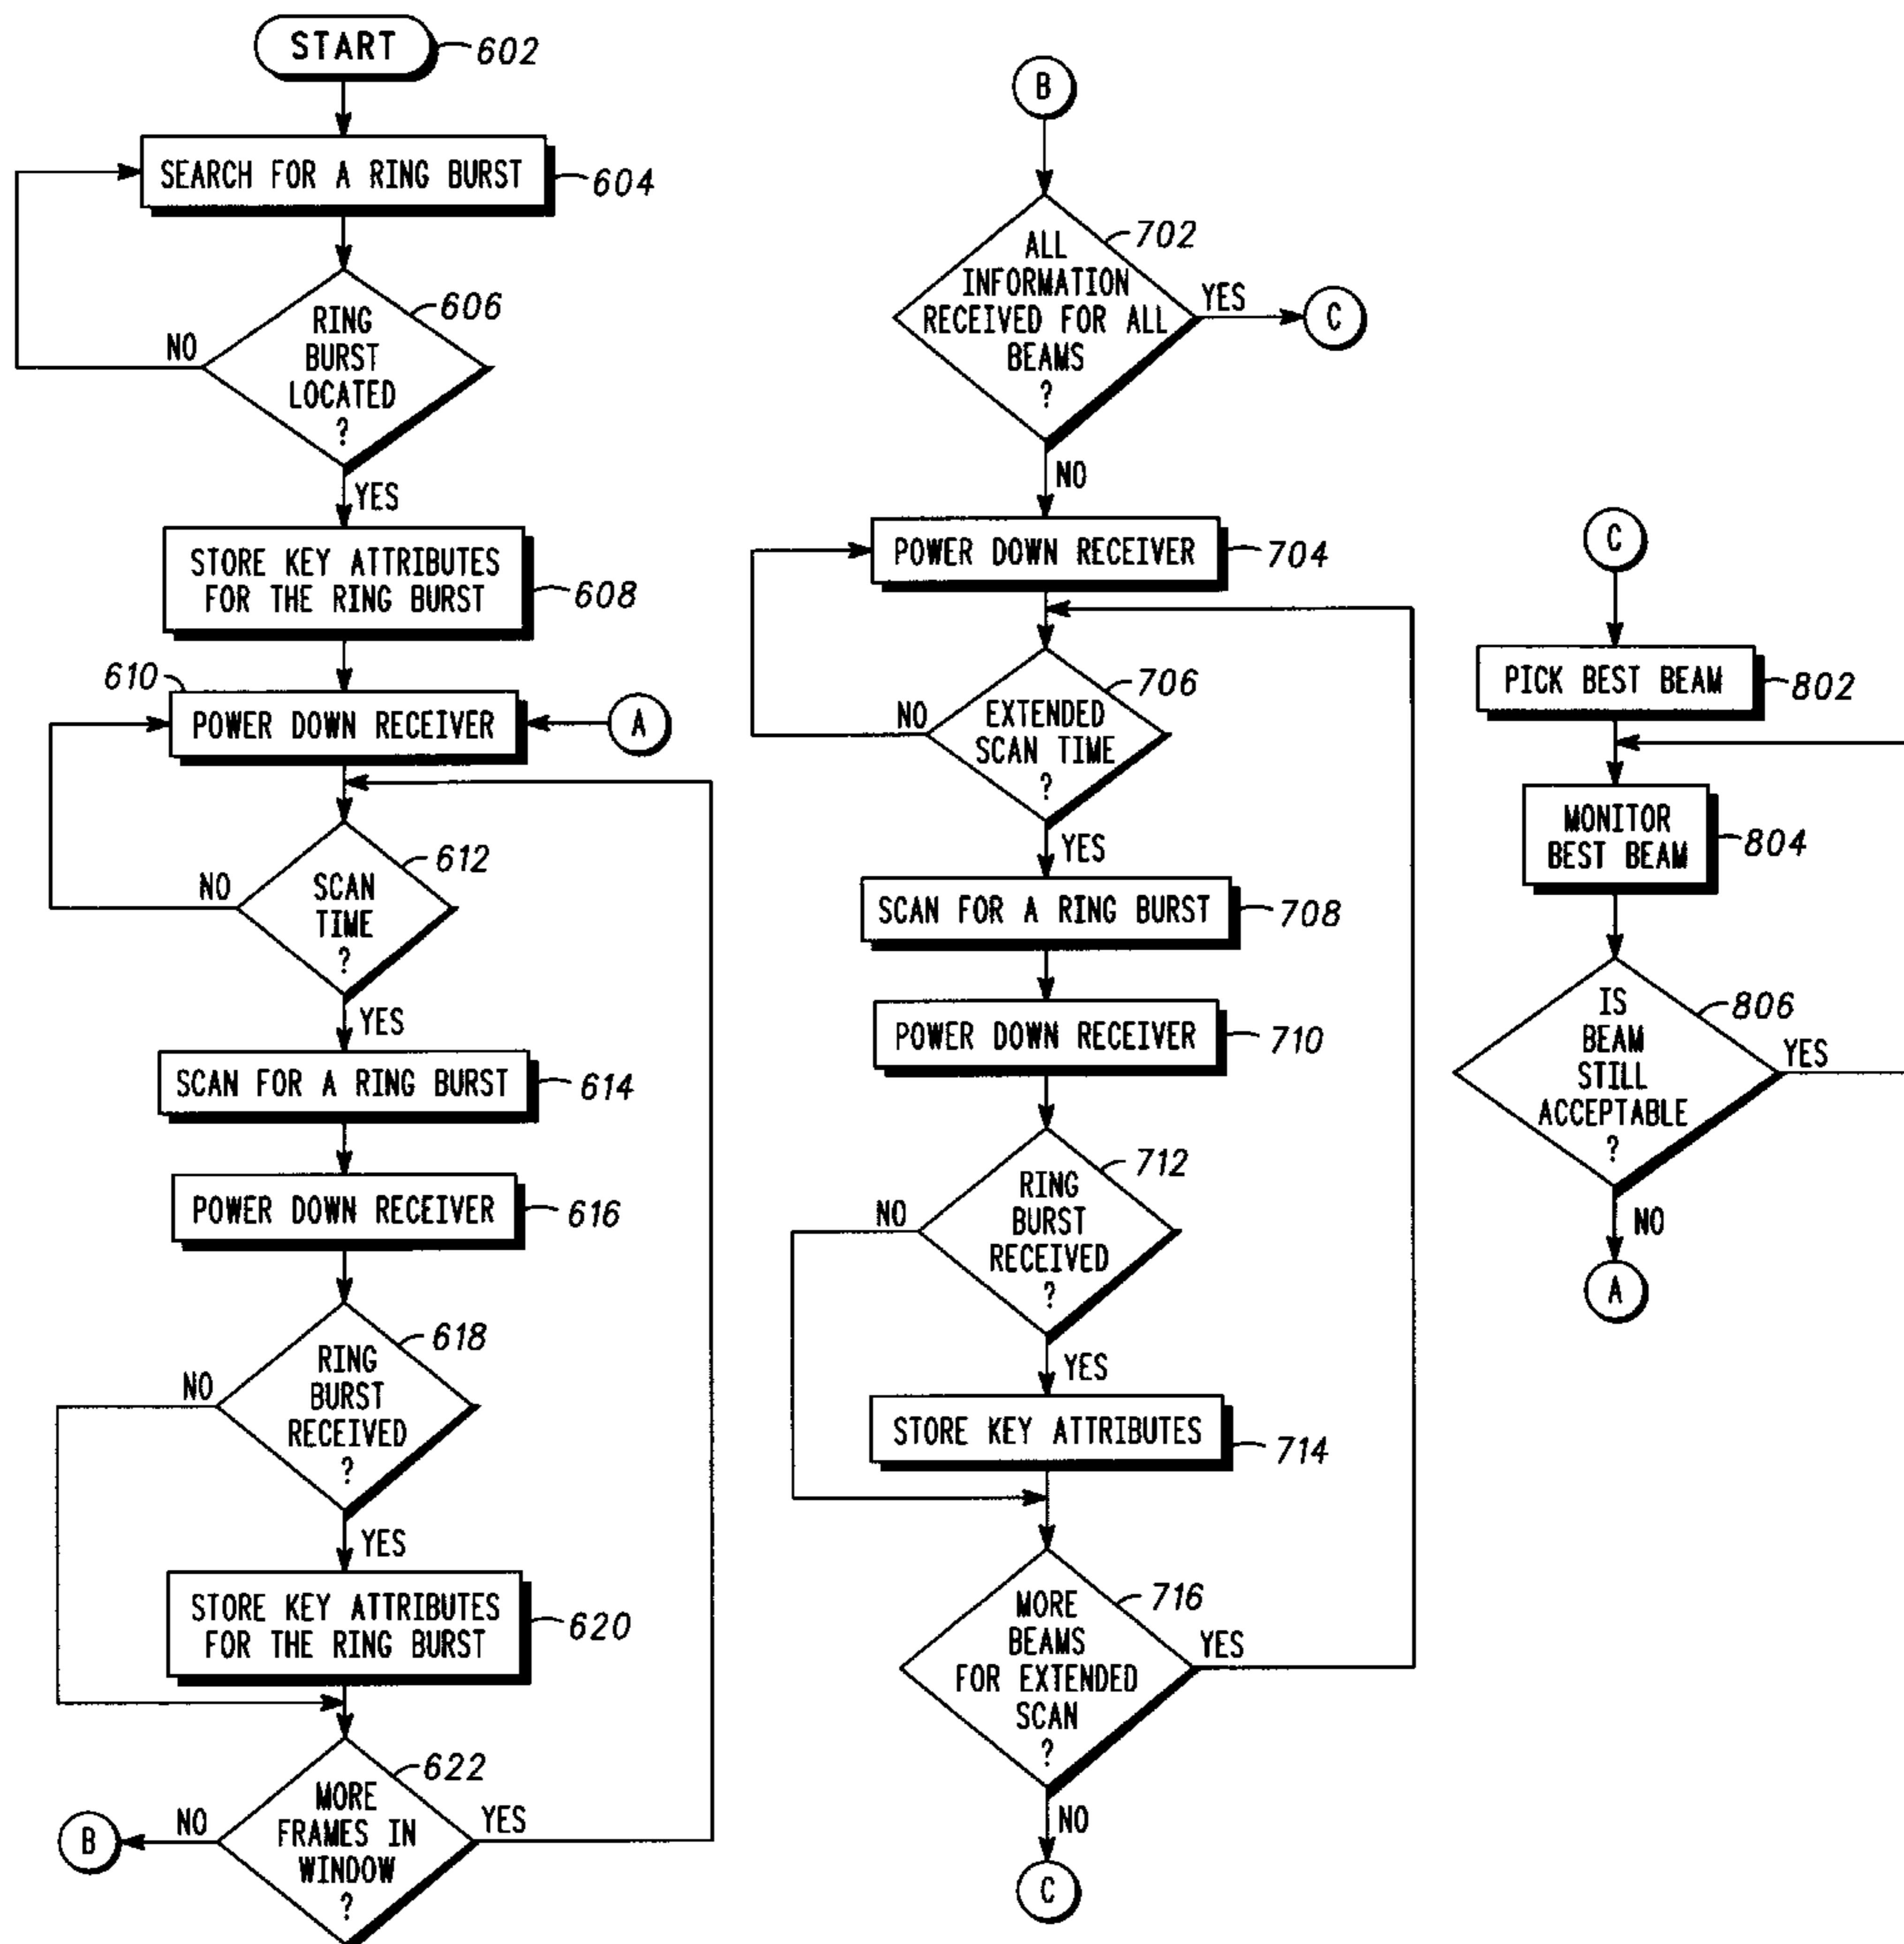 START
602
SEARCH FOR A RING BURST
604
RING
BURST
LOCATED
?
606
NO
YES
STORE KEY ATTRIBUTES
FOR THE RING BURST
608
610
POWER DOWN RECEIVER
A
SCAN
TIME
?
612
NO
YES
SCAN FOR A RING BURST
614
POWER DOWN RECEIVER
616
RING
BURST
RECEIVED
?
618
NO
YES
STORE KEY ATTRIBUTES
FOR THE RING BURST
620
MORE
FRAMES IN
WINDOW
?
622
NO
B
YES
B
ALL
INFORMATION
RECEIVED FOR ALL
BEAMS
?
702
YES
C
NO
POWER DOWN RECEIVER
704
EXTENDED
SCAN TIME
?
706
NO
YES
SCAN FOR A RING BURST
708
POWER DOWN RECEIVER
710
RING
BURST
RECEIVED
?
712
NO
YES
STORE KEY ATTRIBUTES
714
MORE
BEAMS
FOR EXTENDED
SCAN
?
716
YES
NO
C
C
PICK BEST BEAM
802
MONITOR
BEST BEAM
804
IS
BEAM
STILL
ACCEPTABLE
?
806
YES
NO
A